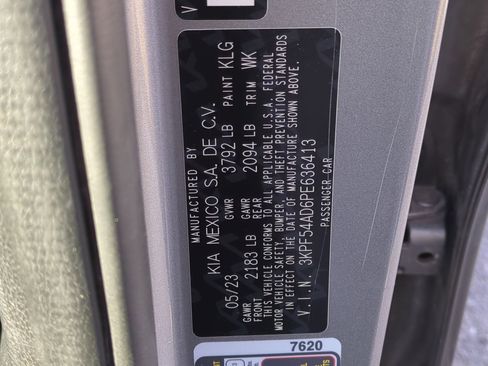 MANUFACTURED BY
KIA MEXICO S.A. DE C.V.
05/23 GVWR 3792 LB PAINT KLG
GAWR FRONT 2183 LB GAWR REAR 2094 LB TRIM WK
THIS VEHICLE CONFORMS TO ALL APPLICABLE U.S.A. FEDERAL
MOTOR VEHICLE SAFETY, BUMPER, AND THEFT PREVENTION STANDARDS
IN EFFECT ON THE DATE OF MANUFACTURE SHOWN ABOVE.
V.I.N. 3KPF54AD6PE636413
PASSENGER CAR
V
7620